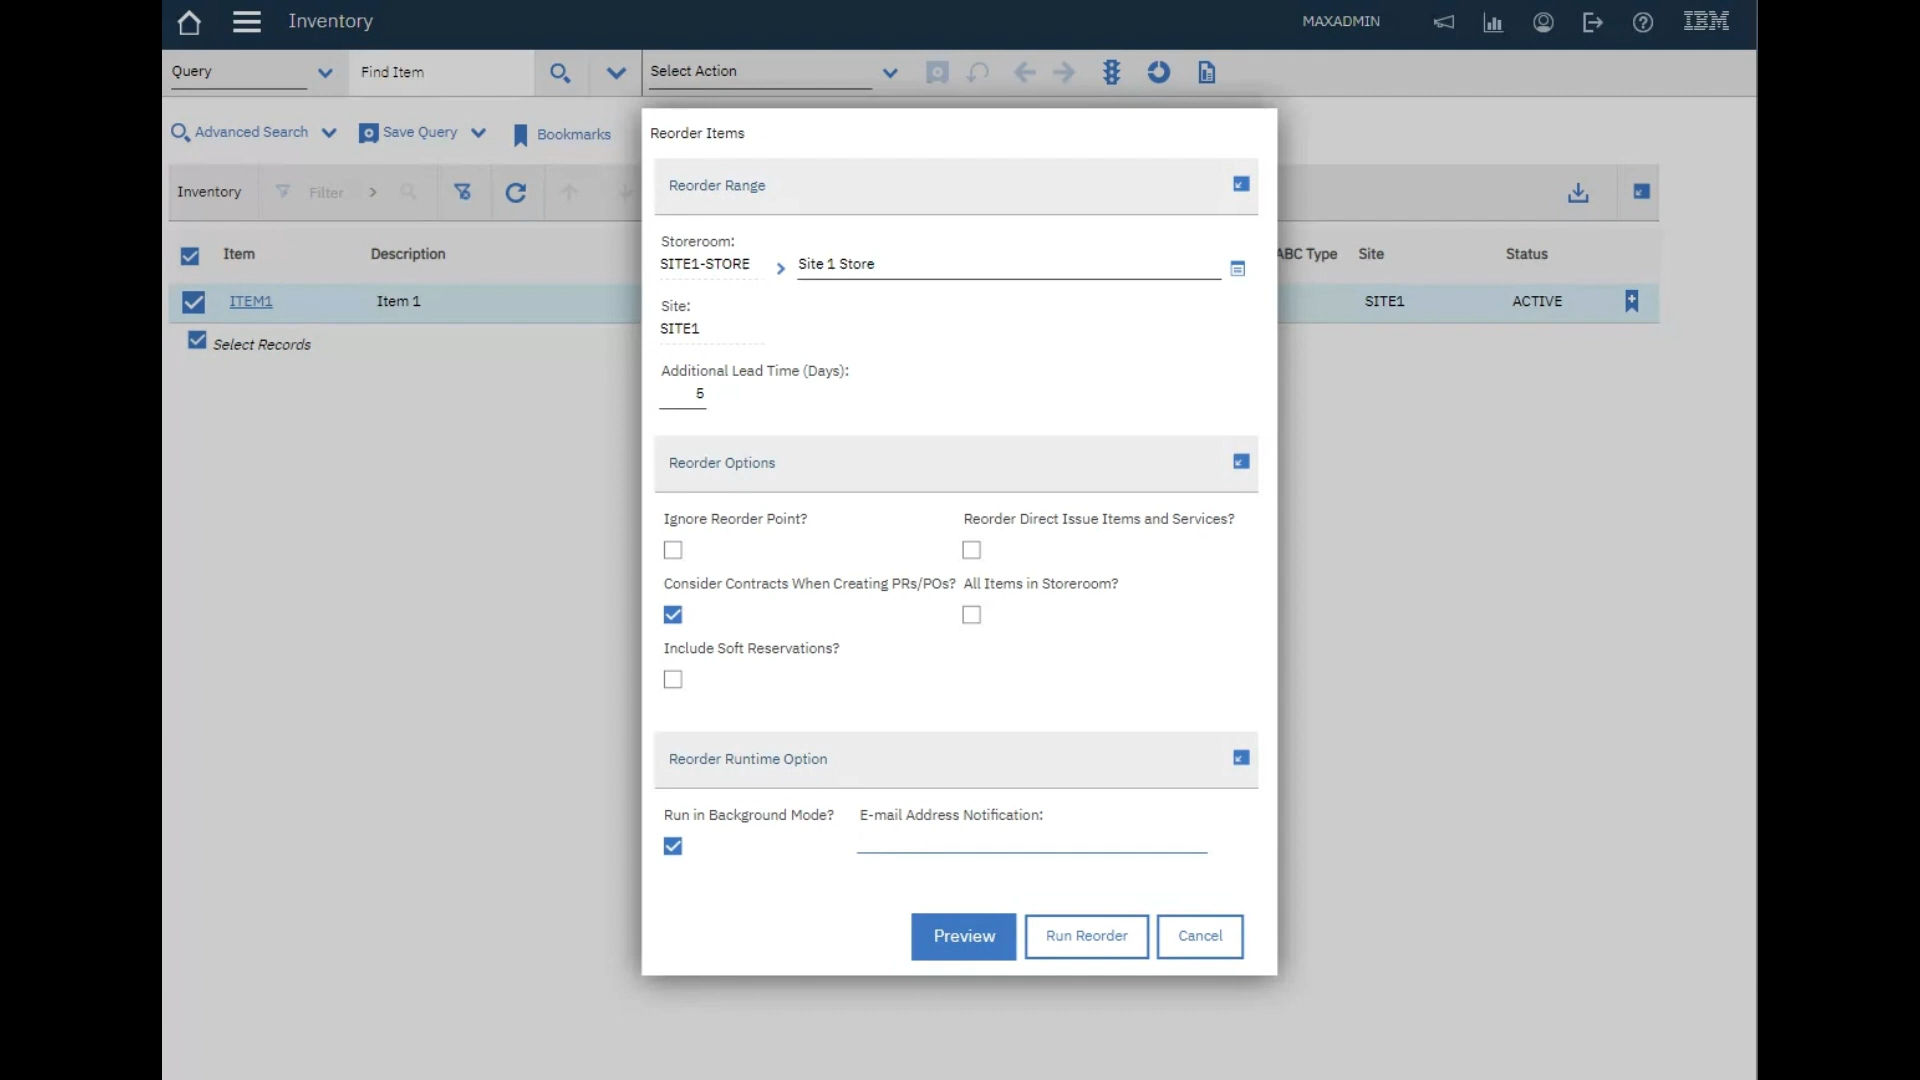 Inventory
MAXADMIN
IBM
Query
Find Item
Select Action
Advanced Search
Save Query
Bookmarks
Inventory
Filter
Item Description ABC Type Site Status
ITEM1 Item 1 SITE1 ACTIVE
Select Records
Reorder Items
Reorder Range
Storeroom:
SITE1-STORE Site 1 Store
Site:
SITE1
Additional Lead Time (Days):
5
Reorder Options
Ignore Reorder Point? Reorder Direct Issue Items and Services?
Consider Contracts When Creating PRs/POs? All Items in Storeroom?
Include Soft Reservations?
Reorder Runtime Option
Run in Background Mode? E-mail Address Notification:
Preview Run Reorder Cancel